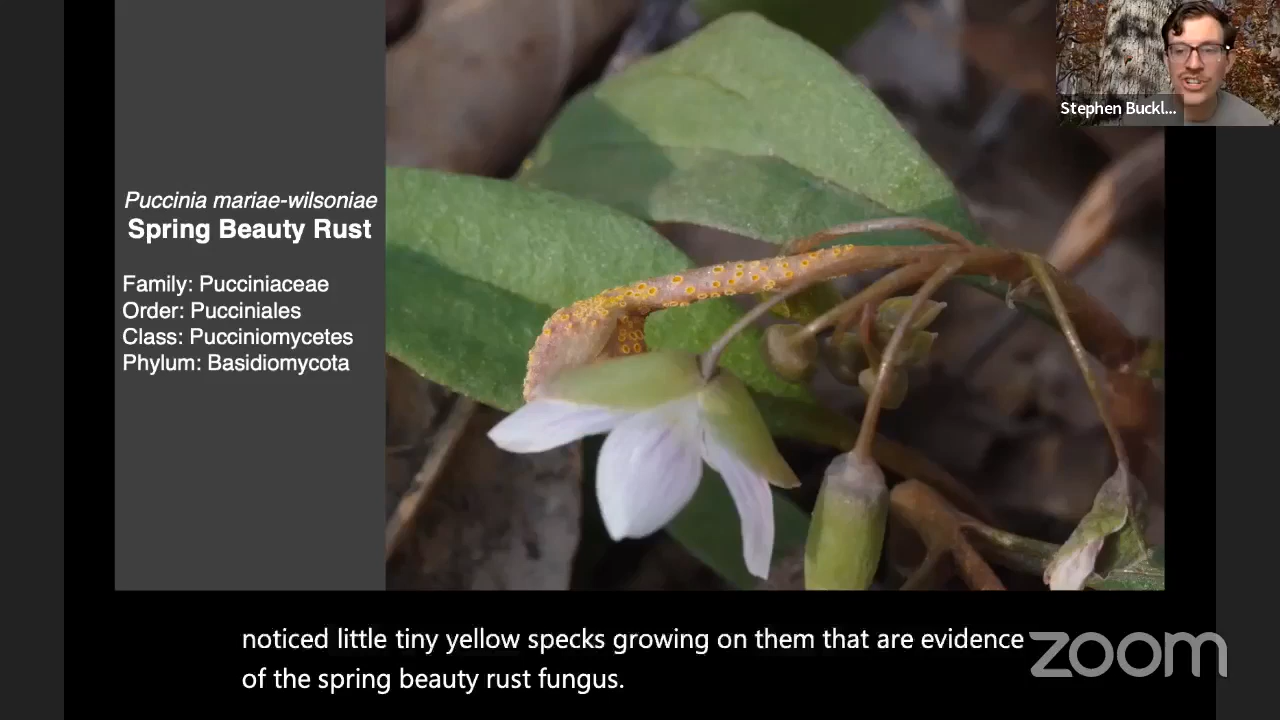 Stephen Buckl...
Puccinia mariae-wilsoniae
Spring Beauty Rust
Family: Pucciniaceae
Order: Pucciniales
Class: Pucciniomycetes
Phylum: Basidiomycota
noticed little tiny yellow specks growing on them that are evidence
of the spring beauty rust fungus.
zoom